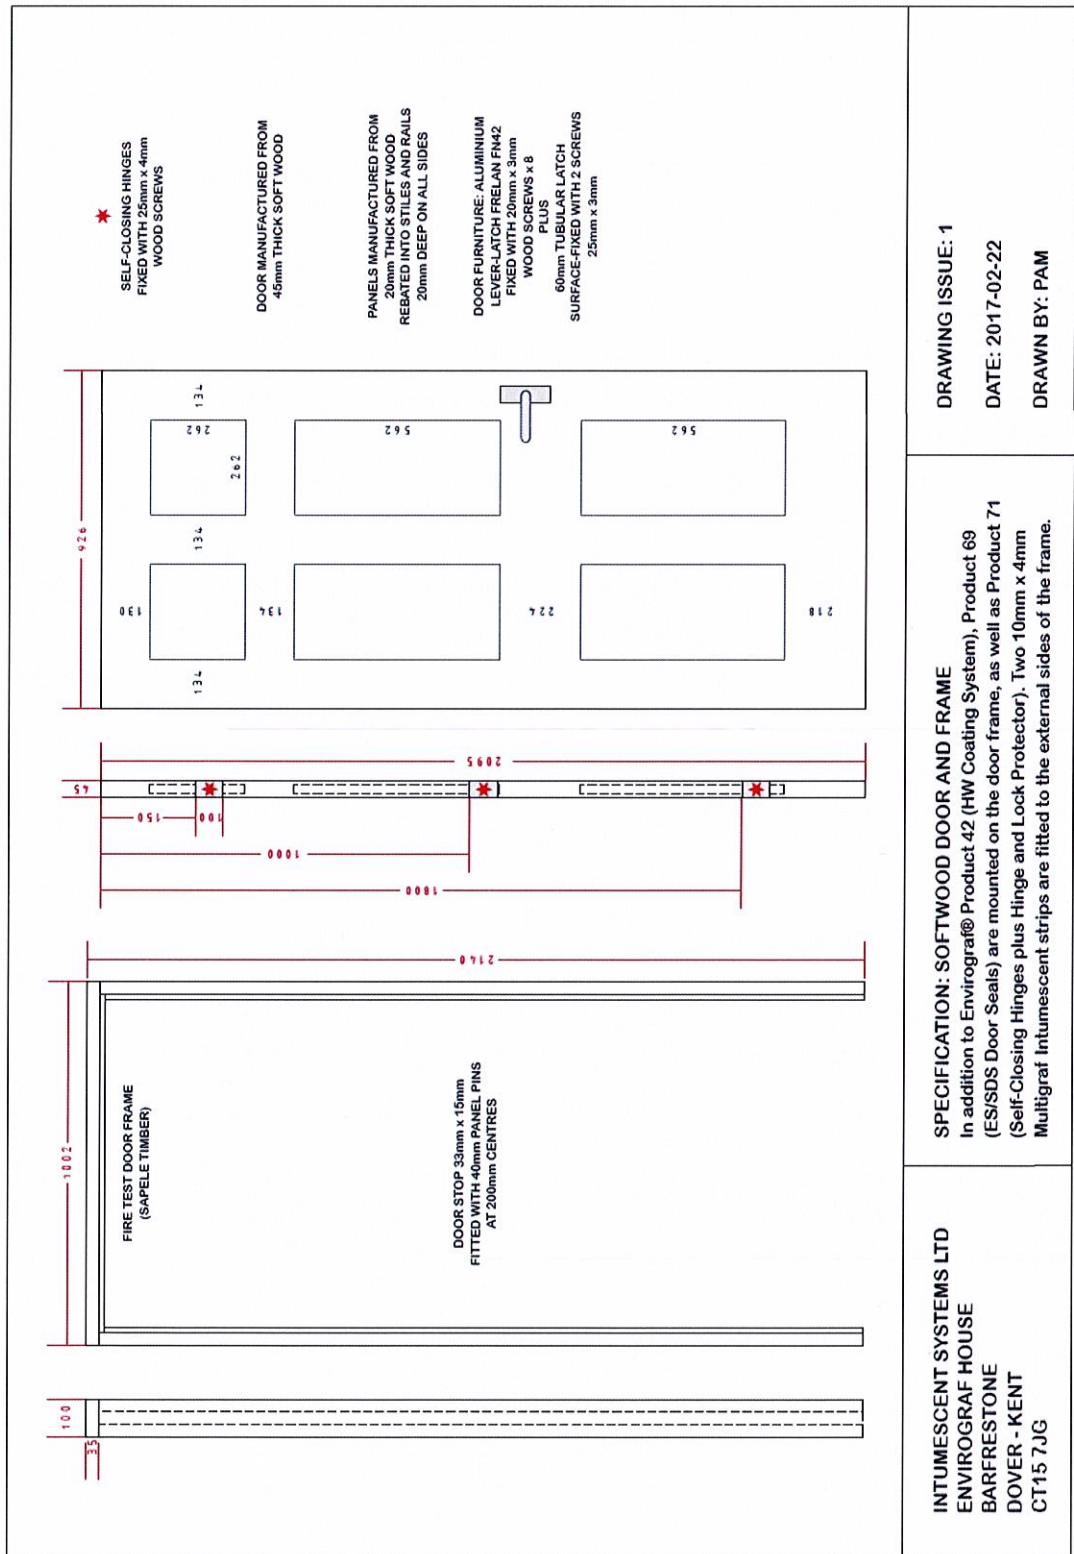 SELF-CLOSING HINGES
FIXED WITH 25mm x 4mm
WOOD SCREWS
DOOR MANUFACTURED FROM
45mm THICK SOFT WOOD
PANELS MANUFACTURED FROM
20mm THICK SOFT WOOD
REBATED INTO STILES AND RAILS
20mm DEEP ON ALL SIDES
DOOR FURNITURE: ALUMINIUM
LEVER-LATCH FRELAN FN42
FIXED WITH 20mm x 3mm
WOOD SCREWS x 8
PLUS
60mm TUBULAR LATCH
SURFACE-FIXED WITH 2 SCREWS
25mm x 3mm
926
130
134
134
134
262
262
134
562
224
562
218
45
150
100
1000
1800
2095
1002
2140
FIRE TEST DOOR FRAME
(SAPELE TIMBER)
DOOR STOP 33mm x 15mm
FITTED WITH 40mm PANEL PINS
AT 200mm CENTRES
100
35
INTUMESCENT SYSTEMS LTD
ENVIROGRAF HOUSE
BARFRESTONE
DOVER - KENT
CT15 7JG
SPECIFICATION: SOFTWOOD DOOR AND FRAME
In addition to Envirograf® Product 42 (HW Coating System), Product 69
(ES/SDS Door Seals) are mounted on the door frame, as well as Product 71
(Self-Closing Hinges plus Hinge and Lock Protector). Two 10mm x 4mm
Multigraf Intumescent strips are fitted to the external sides of the frame.
DRAWING ISSUE: 1
DATE: 2017-02-22
DRAWN BY: PAM